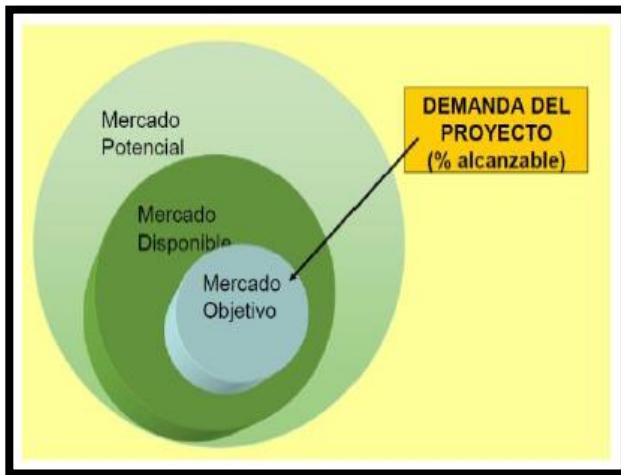 Mercado
Potencial
DEMANDA DEL
PROYECTO
(% alcanzable)
Mercado
Disponible
Mercado
Objetivo